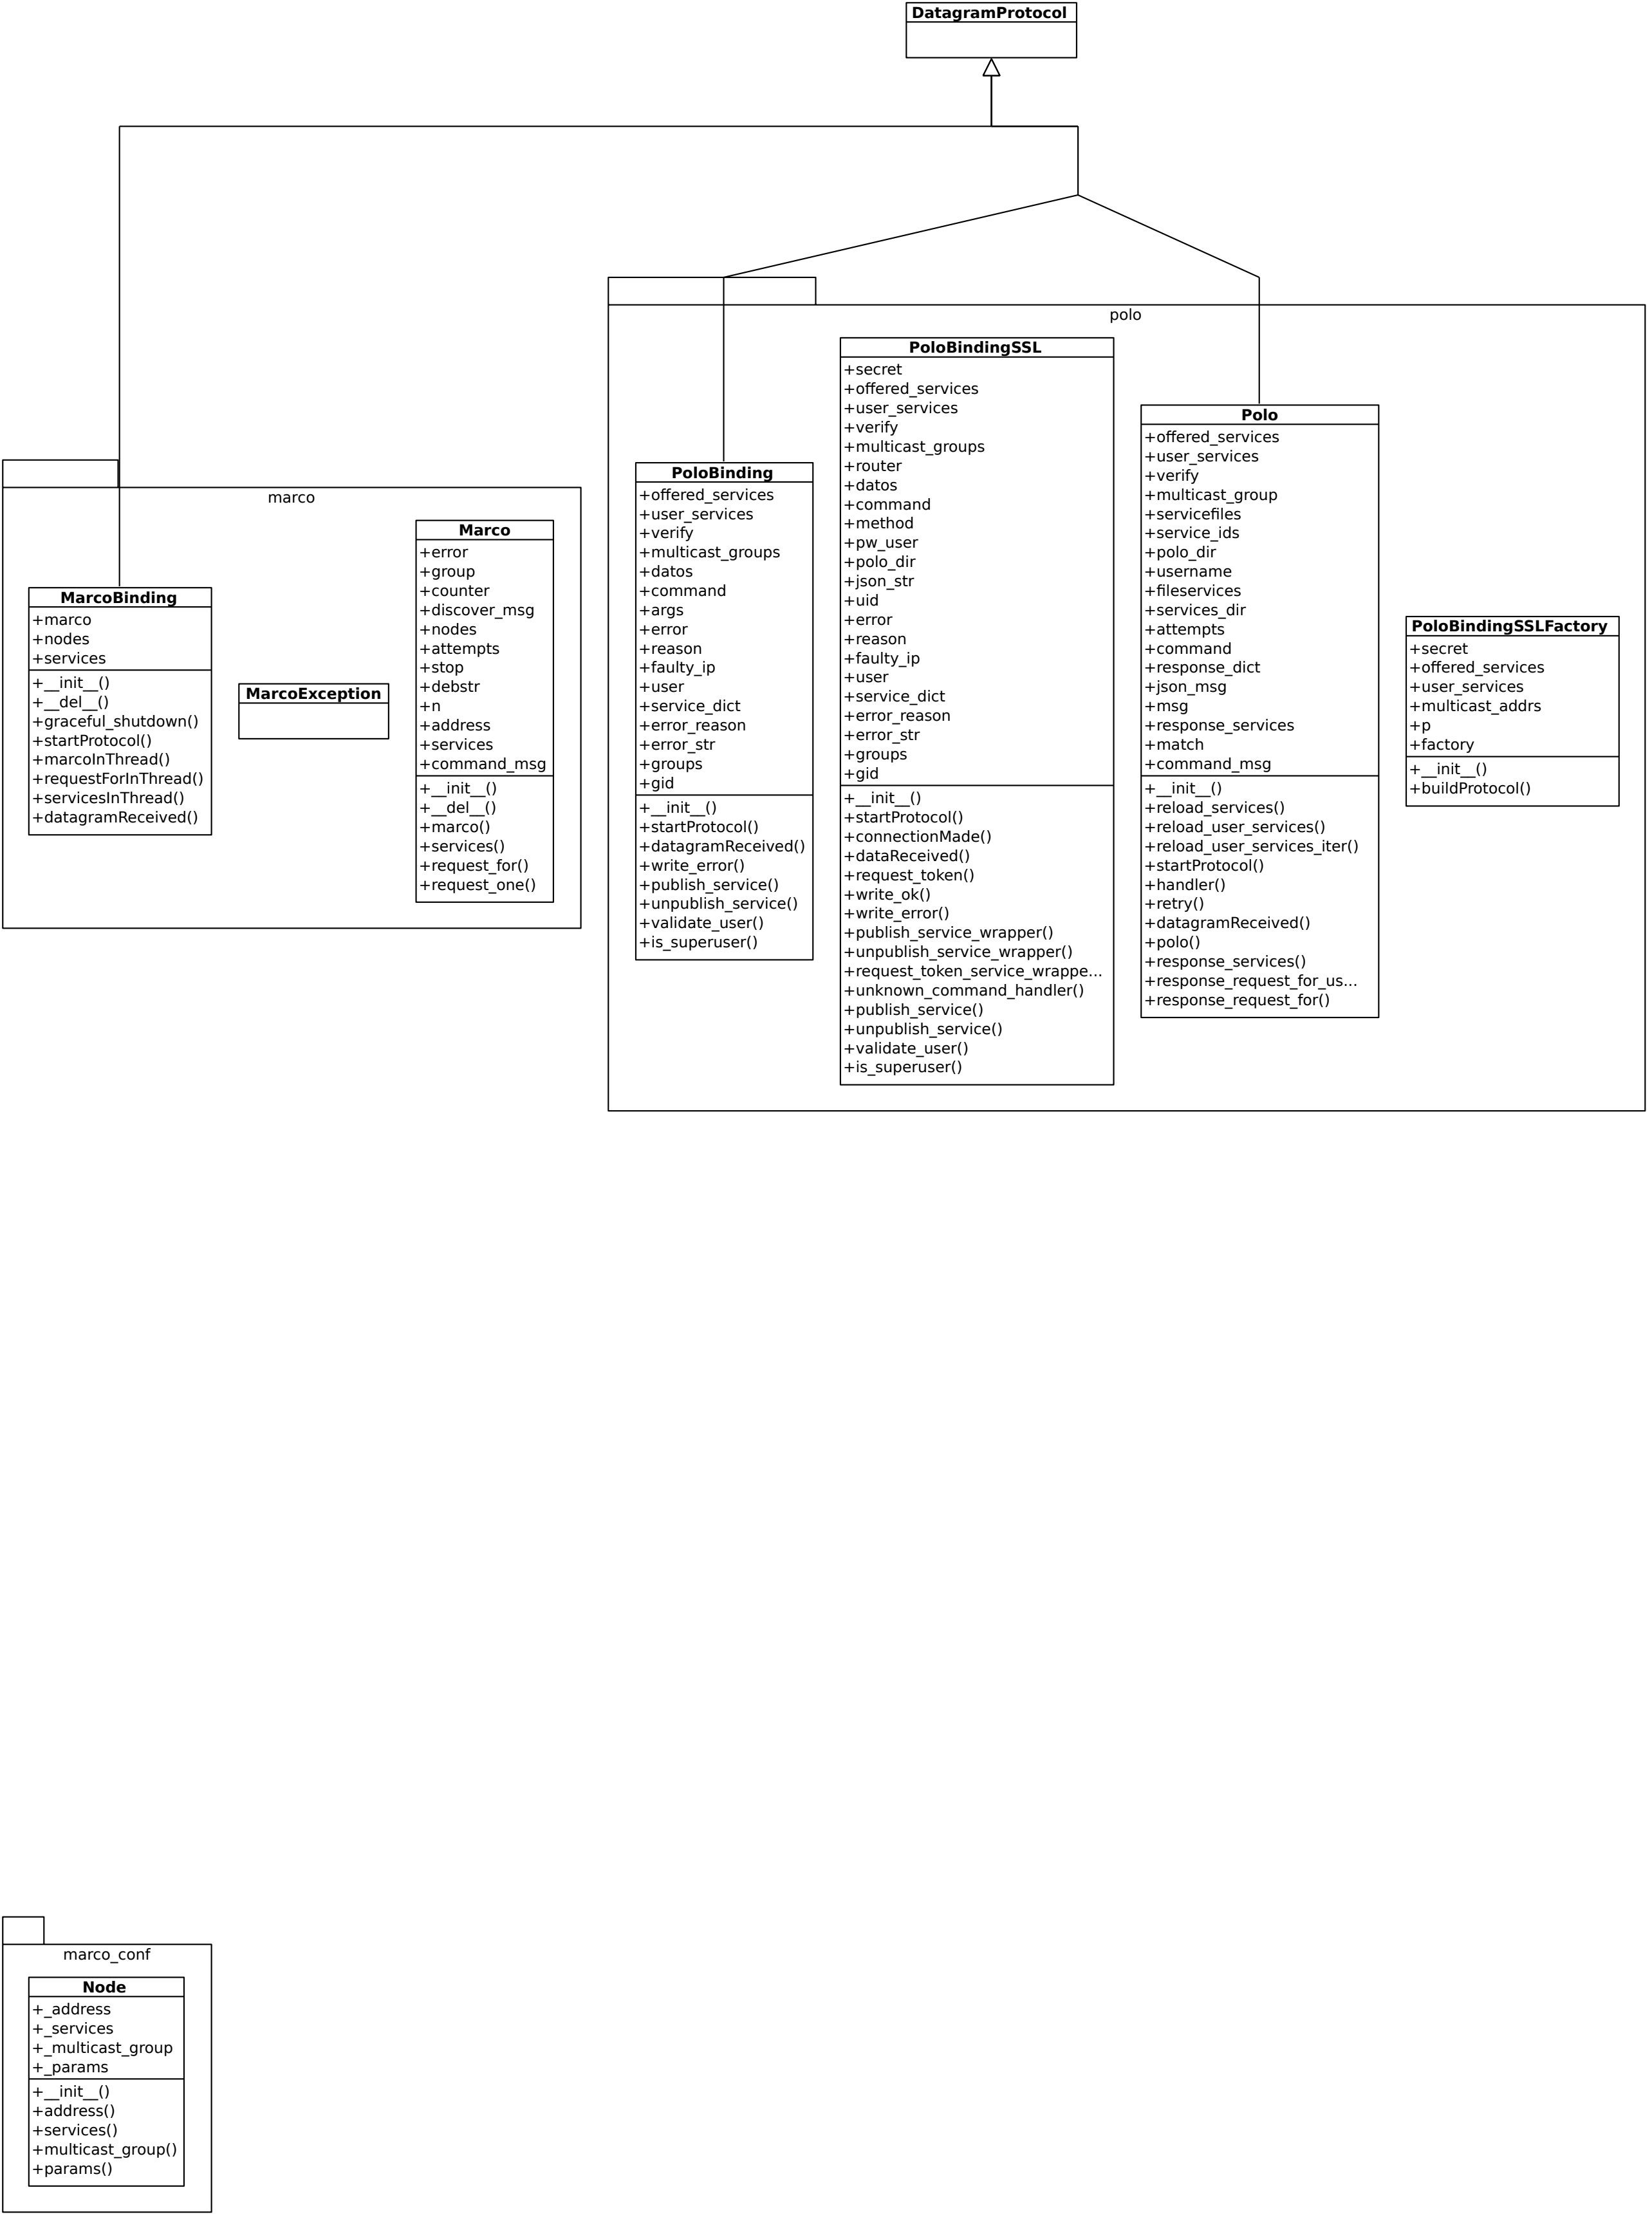 DatagramProtocol
polo
PoloBindingSSL
+secret
+offered_services
+user_services
+verify
+multicast_groups
+router
+datos
+command
+method
+pw_user
+polo_dir
+json_str
+uid
+error
+reason
+faulty_ip
+user
+service_dict
+error_reason
+error_str
+groups
+gid
+__init__()
+startProtocol()
+connectionMade()
+dataReceived()
+request_token()
+write_ok()
+write_error()
+publish_service_wrapper()
+unpublish_service_wrapper()
+request_token_service_wrappe...
+unknown_command_handler()
+publish_service()
+unpublish_service()
+validate_user()
+is_superuser()
Polo
+offered_services
+user_services
+verify
+multicast_group
+servicefiles
+service_ids
+polo_dir
+username
+fileservices
+services_dir
+attempts
+command
+response_dict
+json_msg
+msg
+response_services
+match
+command_msg
+__init__()
+reload_services()
+reload_user_services()
+reload_user_services_iter()
+startProtocol()
+handler()
+retry()
+datagramReceived()
+polo()
+response_services()
+response_request_for_us...
+response_request_for()
PoloBinding
+offered_services
+user_services
+verify
+multicast_groups
+datos
+command
+args
+error
+reason
+faulty_ip
+user
+service_dict
+error_reason
+error_str
+groups
+gid
+__init__()
+startProtocol()
+datagramReceived()
+write_error()
+publish_service()
+unpublish_service()
+validate_user()
+is_superuser()
PoloBindingSSLFactory
+secret
+offered_services
+user_services
+multicast_addrs
+p
+factory
+__init__()
+buildProtocol()
marco
Marco
+error
+group
+counter
+discover_msg
+nodes
+attempts
+stop
+debstr
+n
+address
+services
+command_msg
+__init__()
+__del__()
+marco()
+services()
+request_for()
+request_one()
MarcoBinding
+marco
+nodes
+services
+__init__()
+__del__()
+graceful_shutdown()
+startProtocol()
+marcoInThread()
+requestForInThread()
+servicesInThread()
+datagramReceived()
MarcoException
marco_conf
Node
+_address
+_services
+_multicast_group
+_params
+__init__()
+address()
+services()
+multicast_group()
+params()